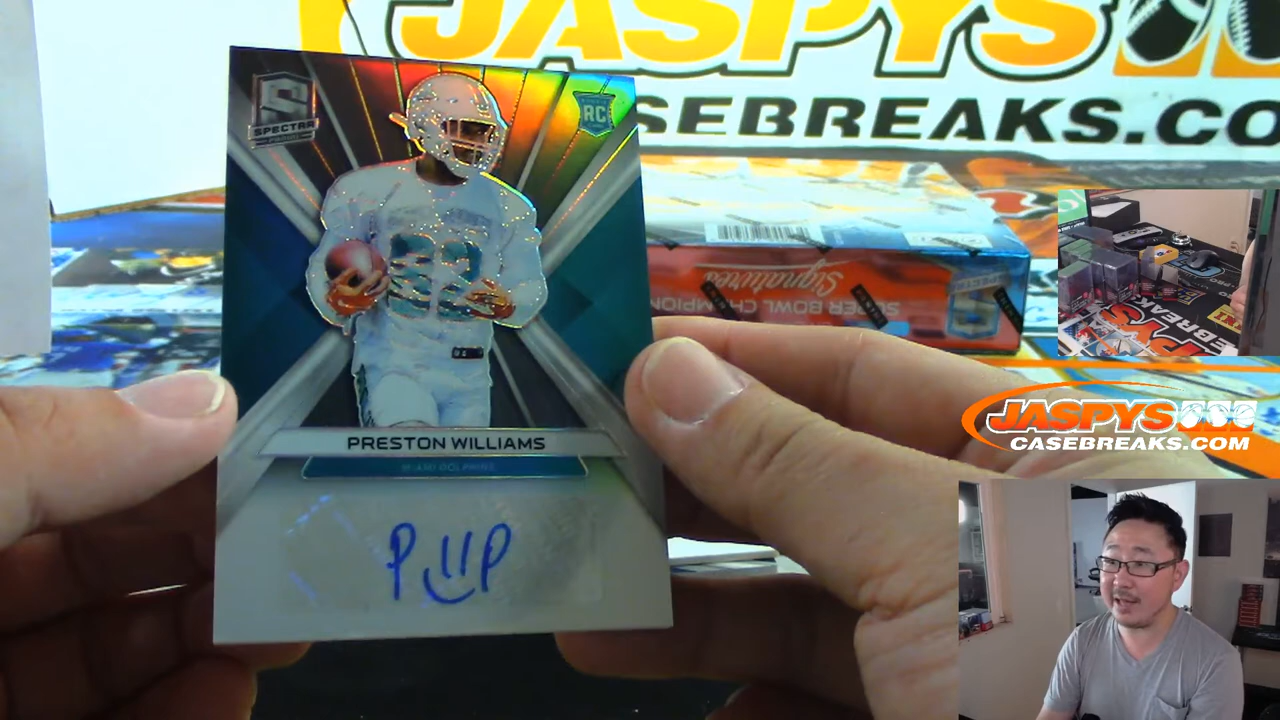 JASPYS
CASEBREAKS.CO
SPECTRA
RC
PRESTON WILLIAMS
MIAMI DOLPHINS
Signatures
SUPER BOWL CHAMPION
JASPYS
CASEBREAKS.COM